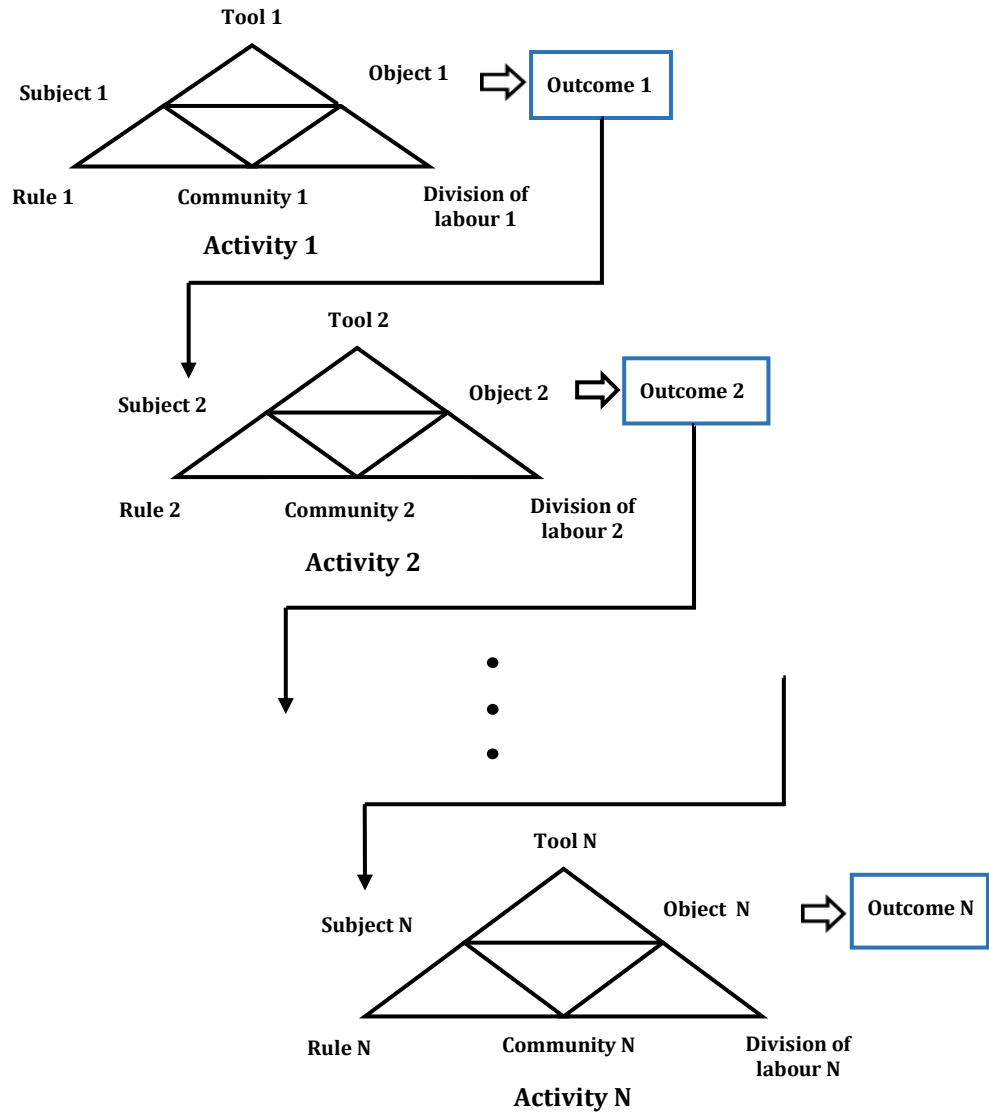 Tool 1
Object 1
Outcome 1
Subject 1
Rule 1
Community 1
Division of
labour 1
Activity 1
Tool 2
Object 2
Outcome 2
Subject 2
Rule 2
Community 2
Division of
labour 2
Activity 2
Tool N
Object N
Outcome N
Subject N
Rule N
Community N
Division of
labour N
Activity N